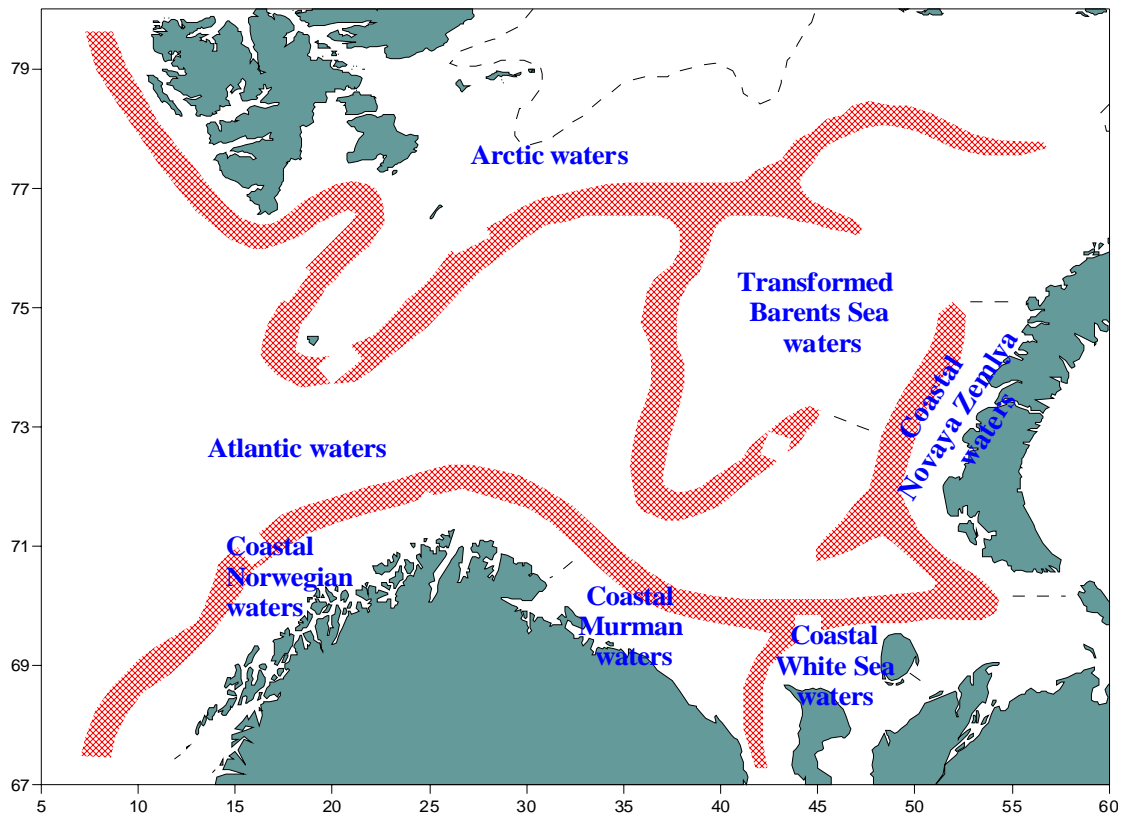 79
77
75
73
71
69
67
5 10 15 20 25 30 35 40 45 50 55 60
Arctic waters
Transformed
Barents Sea
waters
Coastal
Novaya Zemlya
waters
Atlantic waters
Coastal
Norwegian
waters
Coastal
Murman
waters
Coastal
White Sea
waters